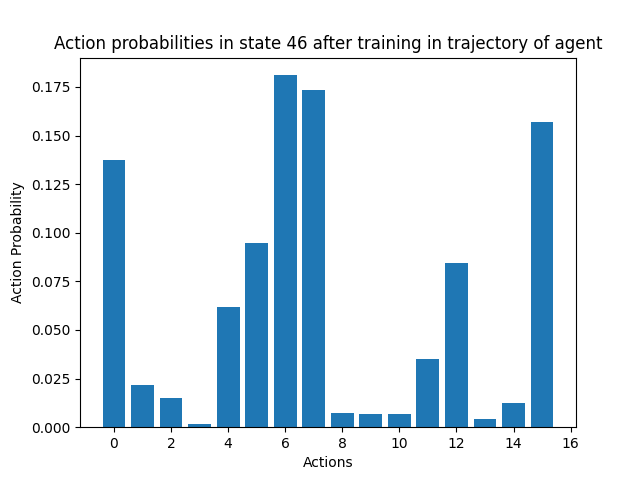 Action probabilities in state 46 after training in trajectory of agent
0.175
0.150
0.125
0.100
0.075
0.050
0.025
0.000
Action Probability
0 2 4 6 8 10 12 14 16
Actions